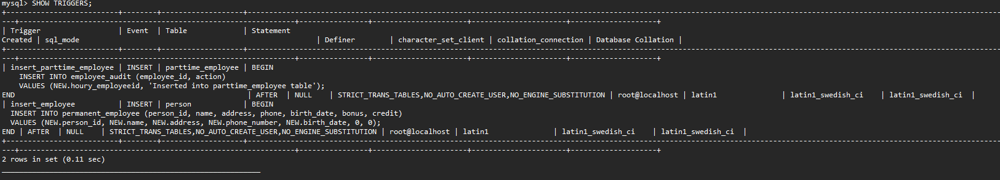 mysql> SHOW TRIGGERS;
+---------------------------+--------+--------------------+------------------------------------------------------------------------------------------------------------------------------------------------------------------------------
---+----------------------------------------------------------------+----------------+----------------------+----------------------+--------------------+
| Trigger                   | Event  | Table              | Statement
Created | sql_mode                                                       | Definer        | character_set_client | collation_connection | Database Collation |
+---------------------------+--------+--------------------+------------------------------------------------------------------------------------------------------------------------------------------------------------------------------
---+----------------------------------------------------------------+----------------+----------------------+----------------------+--------------------+
| insert_parttime_employee | INSERT | parttime_employee | BEGIN
    INSERT INTO employee_audit (employee_id, action)
    VALUES (NEW.houry_employeeid, 'Inserted into parttime_employee table');
END                                                      | AFTER  | NULL    | STRICT_TRANS_TABLES,NO_AUTO_CREATE_USER,NO_ENGINE_SUBSTITUTION | root@localhost | latin1               | latin1_swedish_ci    | latin1_swedish_ci  |
| insert_employee          | INSERT | person            | BEGIN
  INSERT INTO permanent_employee (person_id, name, address, phone, birth_date, bonus, credit)
  VALUES (NEW.person_id, NEW.name, NEW.address, NEW.phone_number, NEW.birth_date, 0, 0);
END | AFTER  | NULL    | STRICT_TRANS_TABLES,NO_AUTO_CREATE_USER,NO_ENGINE_SUBSTITUTION | root@localhost | latin1               | latin1_swedish_ci    | latin1_swedish_ci  |
+---------------------------+--------+--------------------+------------------------------------------------------------------------------------------------------------------------------------------------------------------------------
---+----------------------------------------------------------------+----------------+----------------------+----------------------+--------------------+
2 rows in set (0.11 sec)